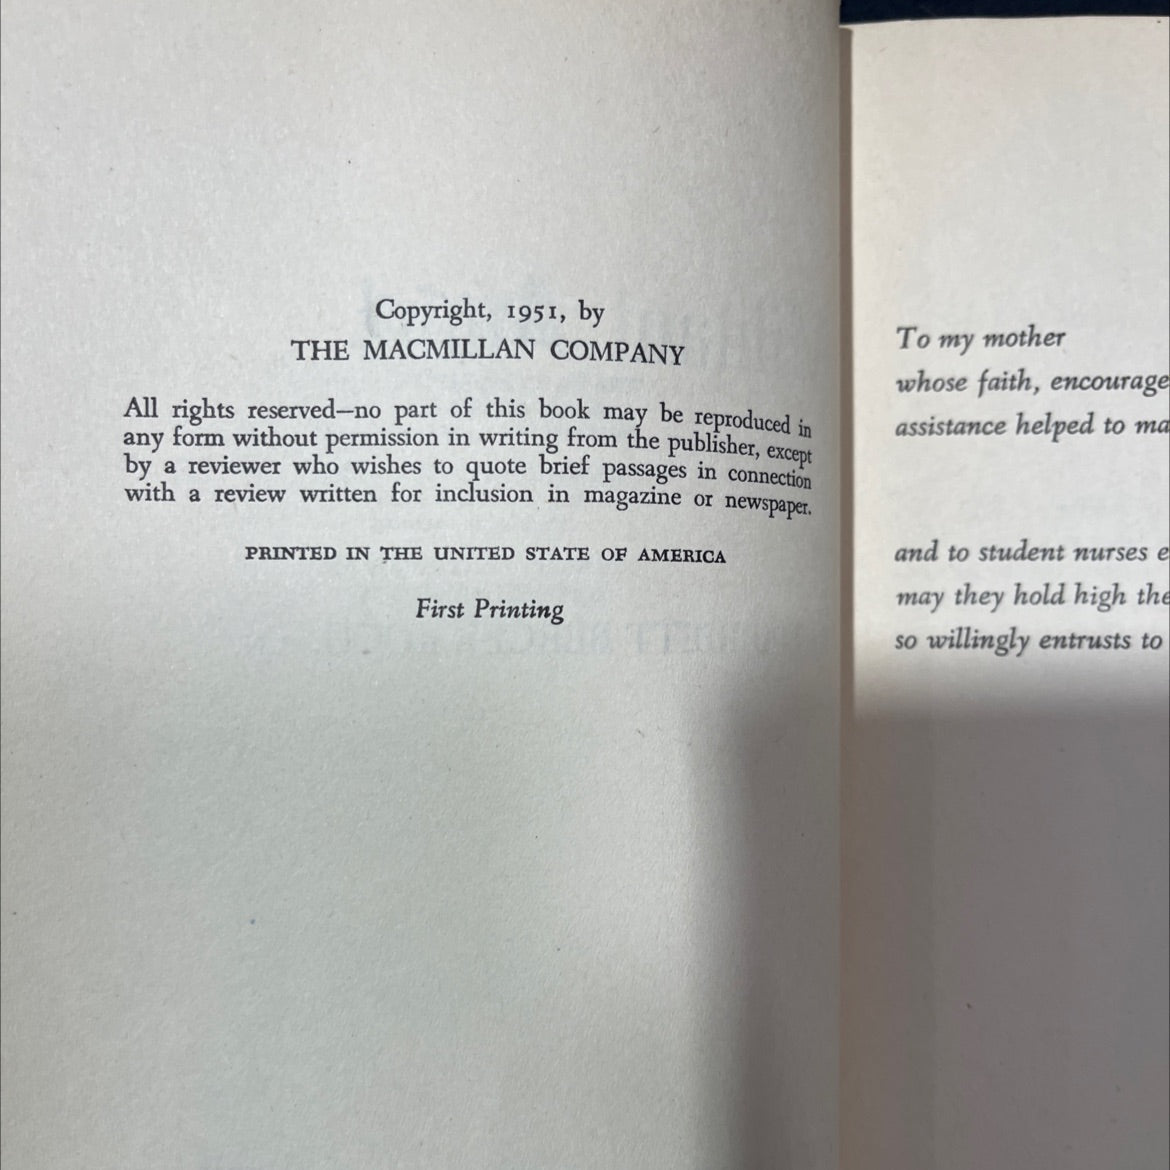 Copyright, 1951, by
THE MACMILLAN COMPANY
All rights reserved—no part of this book may be reproduced in
any form without permission in writing from the publisher, except
by a reviewer who wishes to quote brief passages in connection
with a review written for inclusion in magazine or newspaper.
PRINTED IN THE UNITED STATE OF AMERICA
First Printing
To my mother
whose faith, encourage
assistance helped to ma
and to student nurses e
may they hold high the
so willingly entrusts to